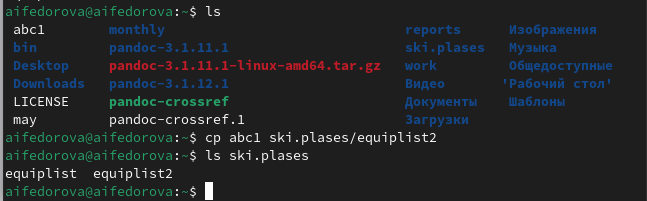 aifedorova@aifedorova:~$ ls
abc1 monthly reports Изображения
bin pandoc-3.1.11.1 ski.plases Музыка
Desktop pandoc-3.1.11.1-linux-amd64.tar.gz work Общедоступные
Downloads pandoc-3.1.12.1 Видео 'Рабочий стол'
LICENSE pandoc-crossref Документы Шаблоны
may pandoc-crossref.1 Загрузки
aifedorova@aifedorova:~$ cp abc1 ski.plases/equiplist2
aifedorova@aifedorova:~$ ls ski.plases
equiplist equiplist2
aifedorova@aifedorova:~$